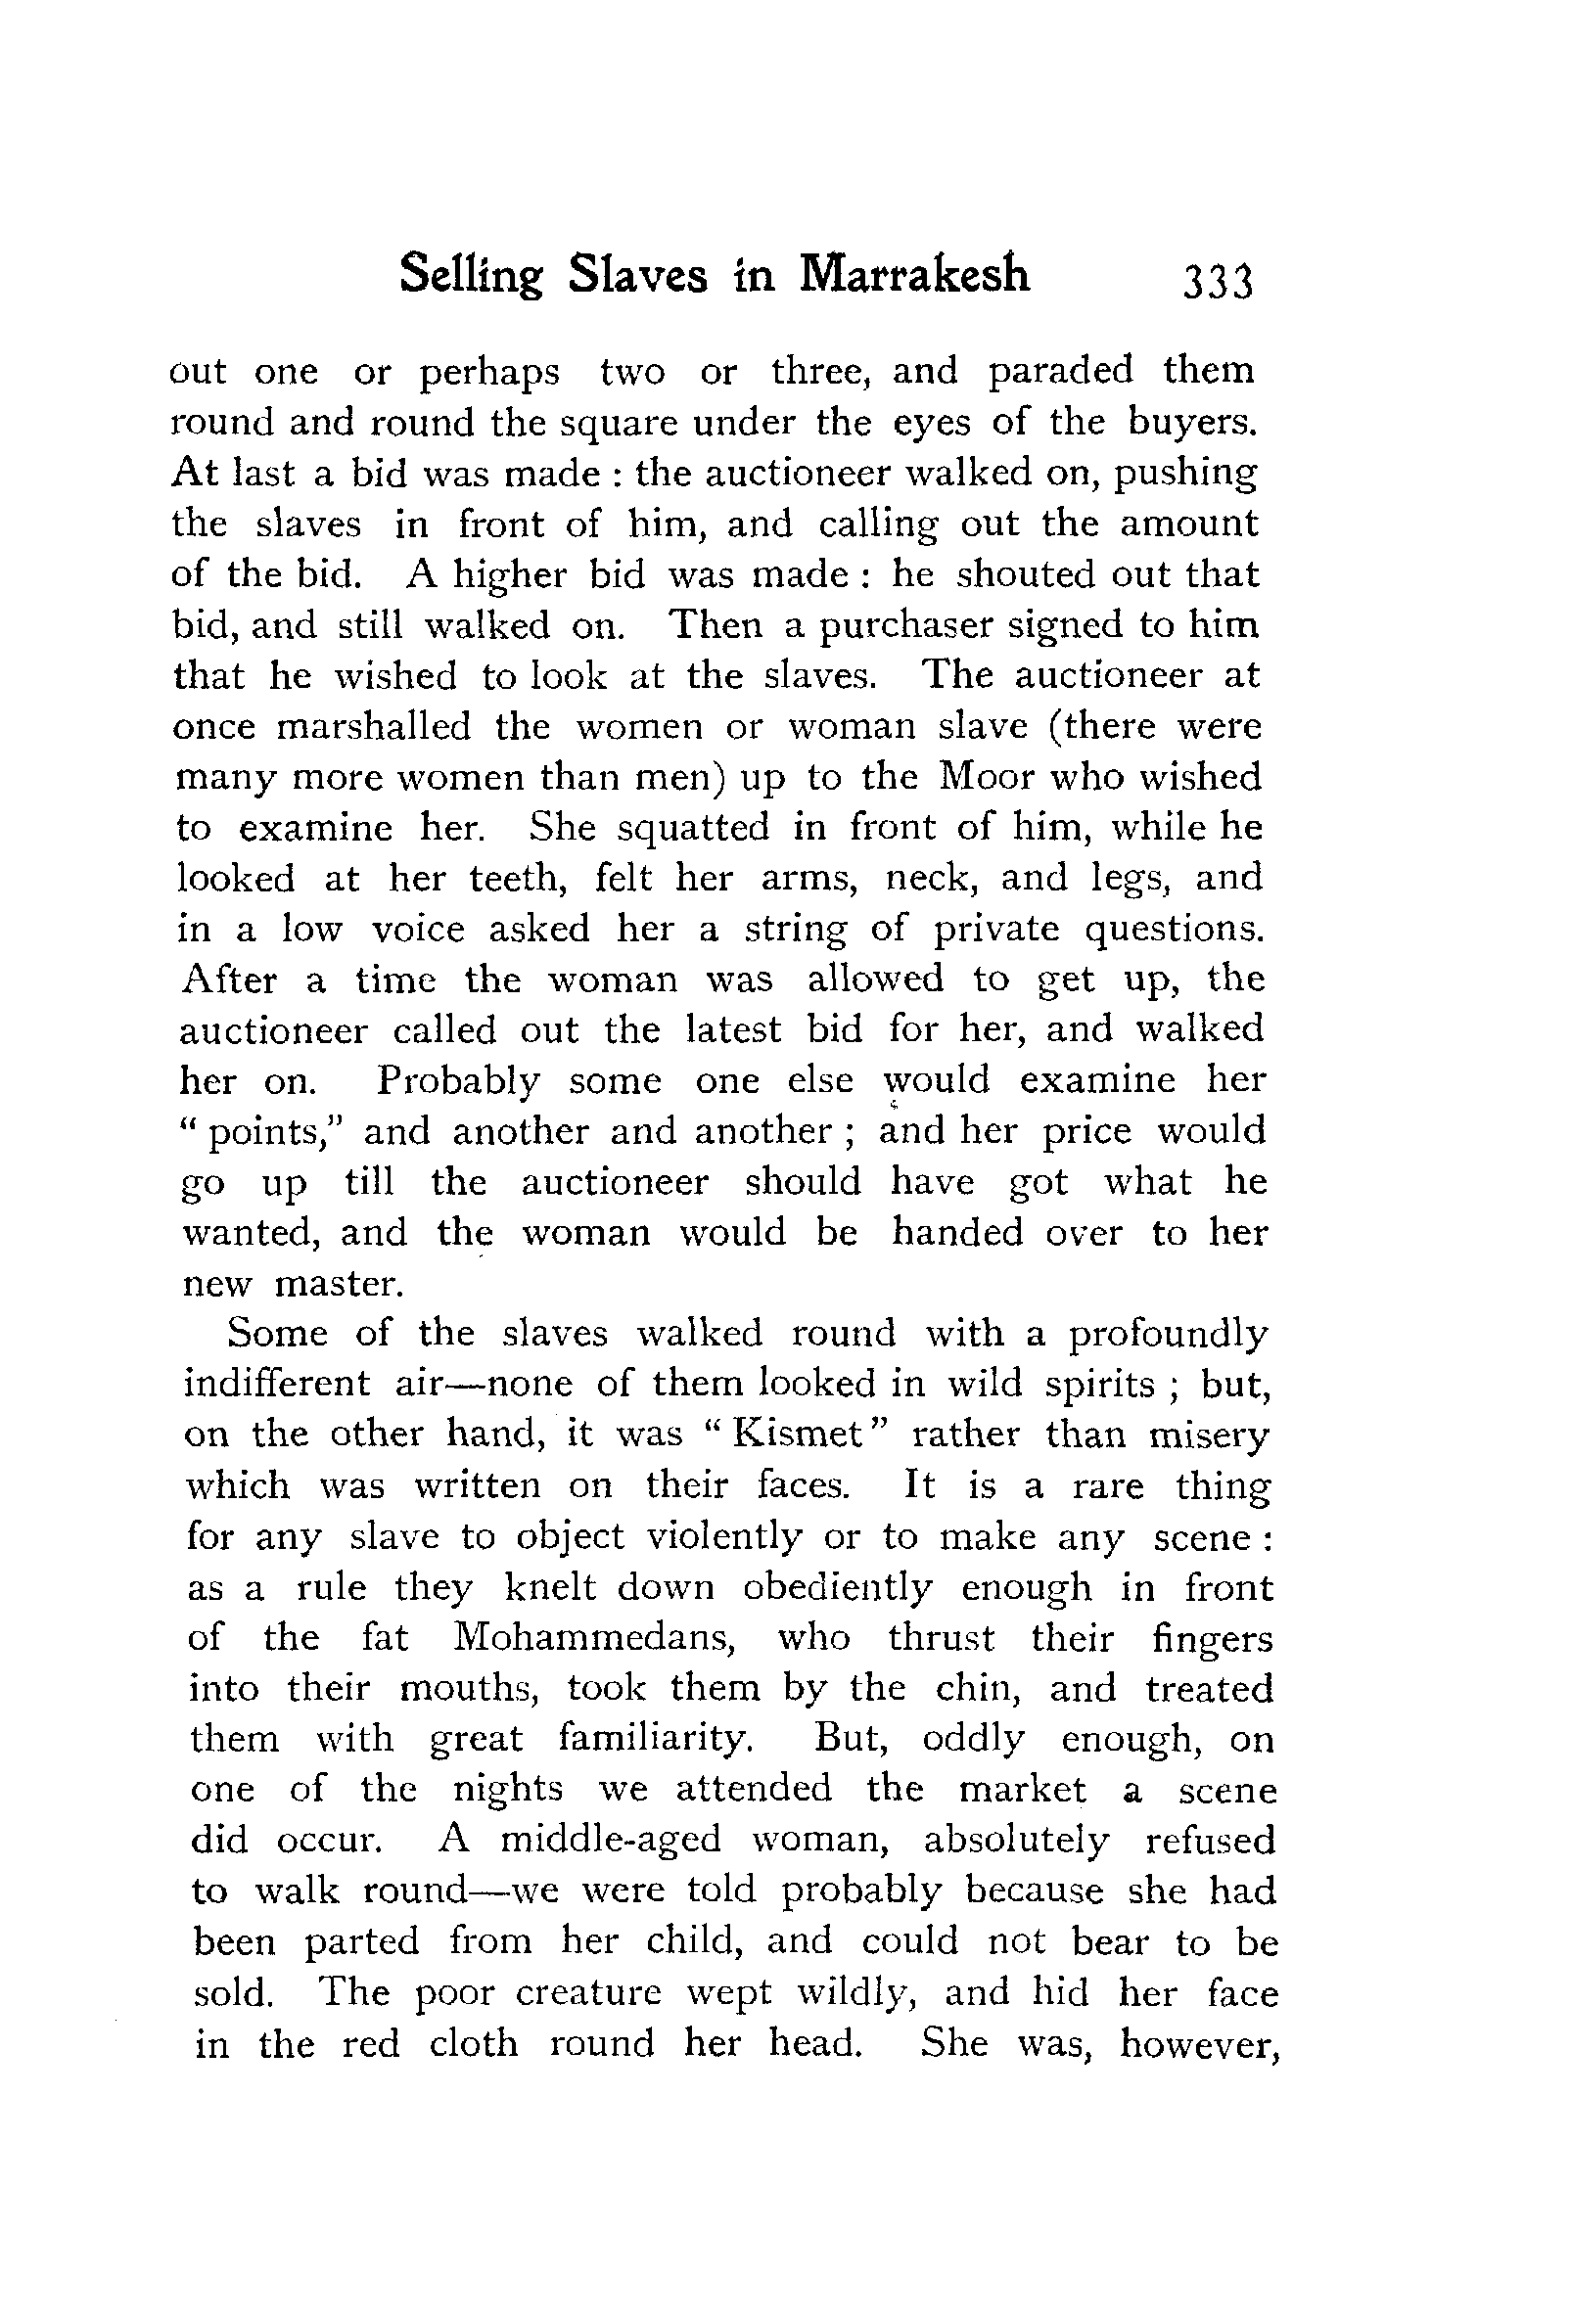 Selling Slaves in Marrakesh 333
out one or perhaps two or three, and paraded them
round and round the square under the eyes of the buyers.
At last a bid was made : the auctioneer walked on, pushing
the slaves in front of him, and calling out the amount
of the bid. A higher bid was made : he shouted out that
bid, and still walked on. Then a purchaser signed to him
that he wished to look at the slaves. The auctioneer at
once marshalled the women or woman slave (there were
many more women than men) up to the Moor who wished
to examine her. She squatted in front of him, while he
looked at her teeth, felt her arms, neck, and legs, and
in a low voice asked her a string of private questions.
After a time the woman was allowed to get up, the
auctioneer called out the latest bid for her, and walked
her on. Probably some one else would examine her
“ points,” and another and another ; and her price would
go up till the auctioneer should have got what he
wanted, and the woman would be handed over to her
new master.
Some of the slaves walked round with a profoundly
indifferent air—none of them looked in wild spirits ; but,
on the other hand, it was “ Kismet” rather than misery
which was written on their faces. It is a rare thing
for any slave to object violently or to make any scene :
as a rule they knelt down obediently enough in front
of the fat Mohammedans, who thrust their fingers
into their mouths, took them by the chin, and treated
them with great familiarity. But, oddly enough, on
one of the nights we attended the market a scene
did occur. A middle-aged woman, absolutely refused
to walk round—we were told probably because she had
been parted from her child, and could not bear to be
sold. The poor creature wept wildly, and hid her face
in the red cloth round her head. She was, however,